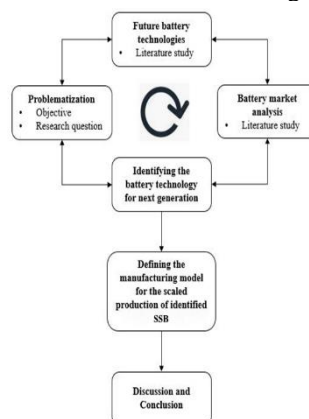 Future battery
technologies
• Literature study
Problematization
• Objective
• Research question
Battery market
analysis
• Literature study
Identifying the
battery technology
for next generation
Defining the
manufacturing model
for the scaled
production of identified
SSB
Discussion and
Conclusion